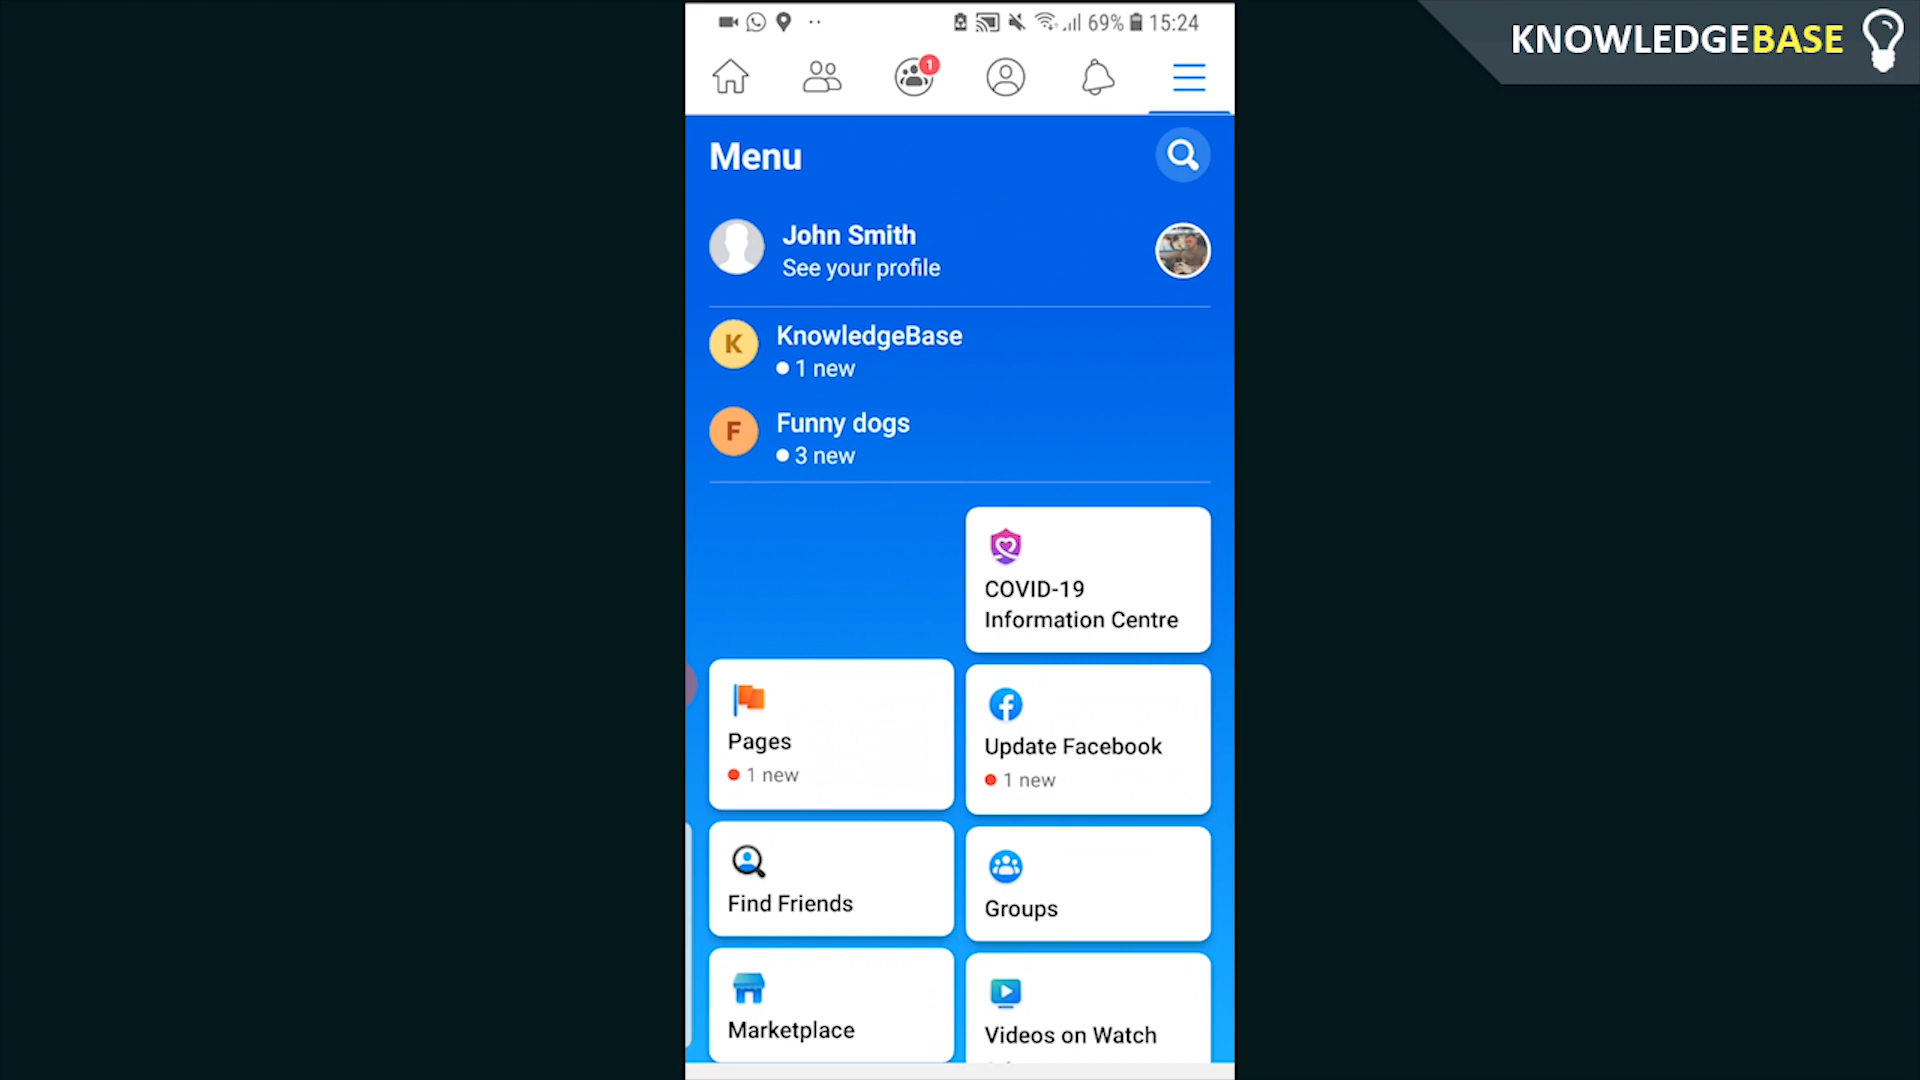 69% 15:24
KNOWLEDGEBASE
1
Menu
John Smith
See your profile
K
KnowledgeBase
1 new
F
Funny dogs
3 new
COVID-19
Information Centre
Pages
1 new
Update Facebook
1 new
Find Friends
Groups
Marketplace
Videos on Watch